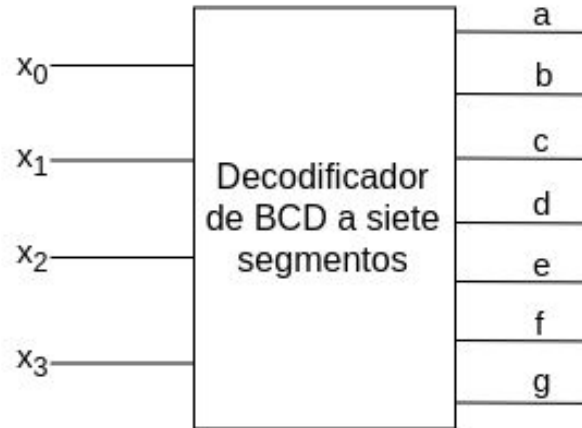 x₀
x₁
x₂
x₃
Decodificador
de BCD a siete
segmentos
a
b
c
d
e
f
g